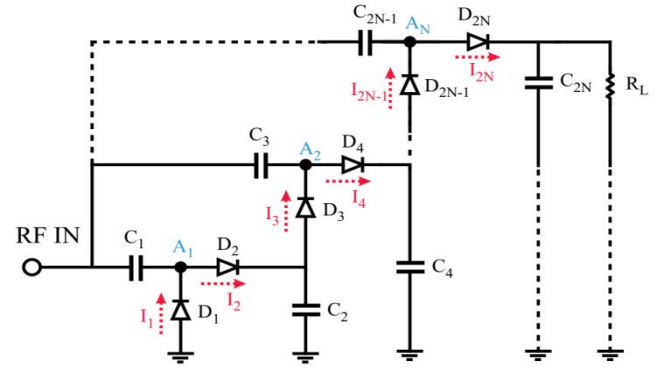 C2N-1 AN D2N
I2N-1 D2N-1 I2N C2N RL
C3 A2 D4
I3 D3 I4
RF IN C1 A1 D2 C4
I1 D1 I2 C2